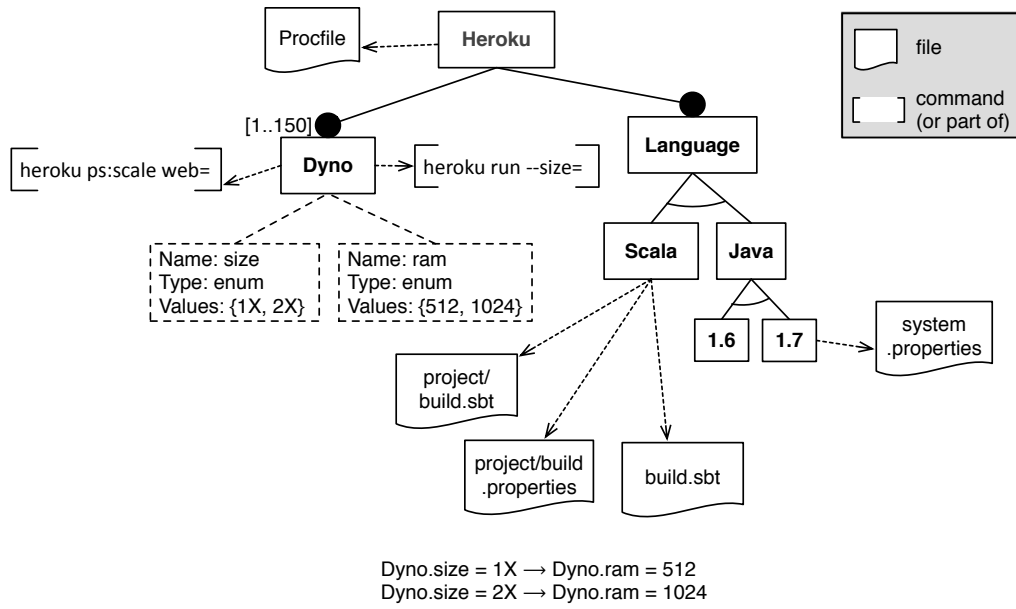 Procfile
Heroku
file
command
(or part of)
[1..150]
Language
heroku ps:scale web=
Dyno
heroku run --size=
Name: size
Type: enum
Values: {1X, 2X}
Name: ram
Type: enum
Values: {512, 1024}
Scala
Java
1.6
1.7
system
.properties
project/
build.sbt
project/build
.properties
build.sbt
Dyno.size = 1X → Dyno.ram = 512
Dyno.size = 2X → Dyno.ram = 1024